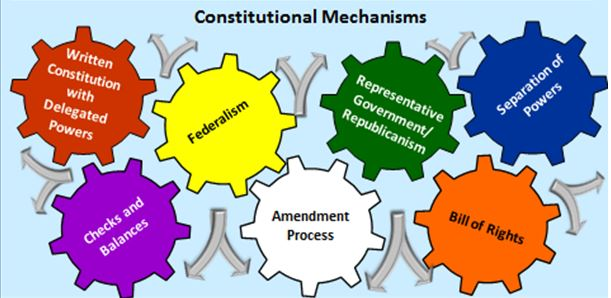 Constitutional Mechanisms
Written
Constitution
with
Delegated
Powers
Federalism
Representative
Government/
Republicanism
Separation of
Powers
Checks and
Balances
Amendment
Process
Bill of Rights